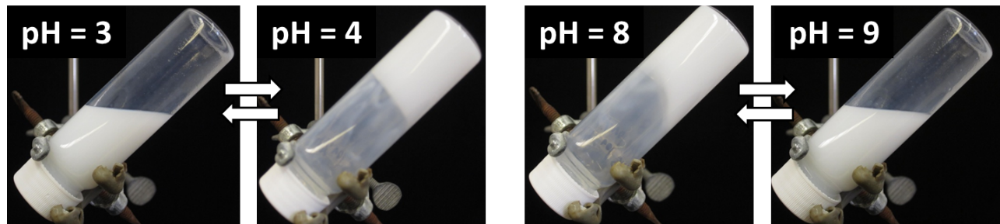 pH = 3
pH = 4
pH = 8
pH = 9